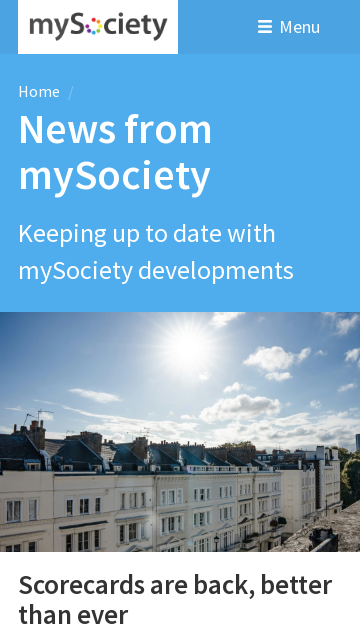 mySociety
Menu
Home /
News from
mySociety
Keeping up to date with
mySociety developments
Scorecards are back, better
than ever